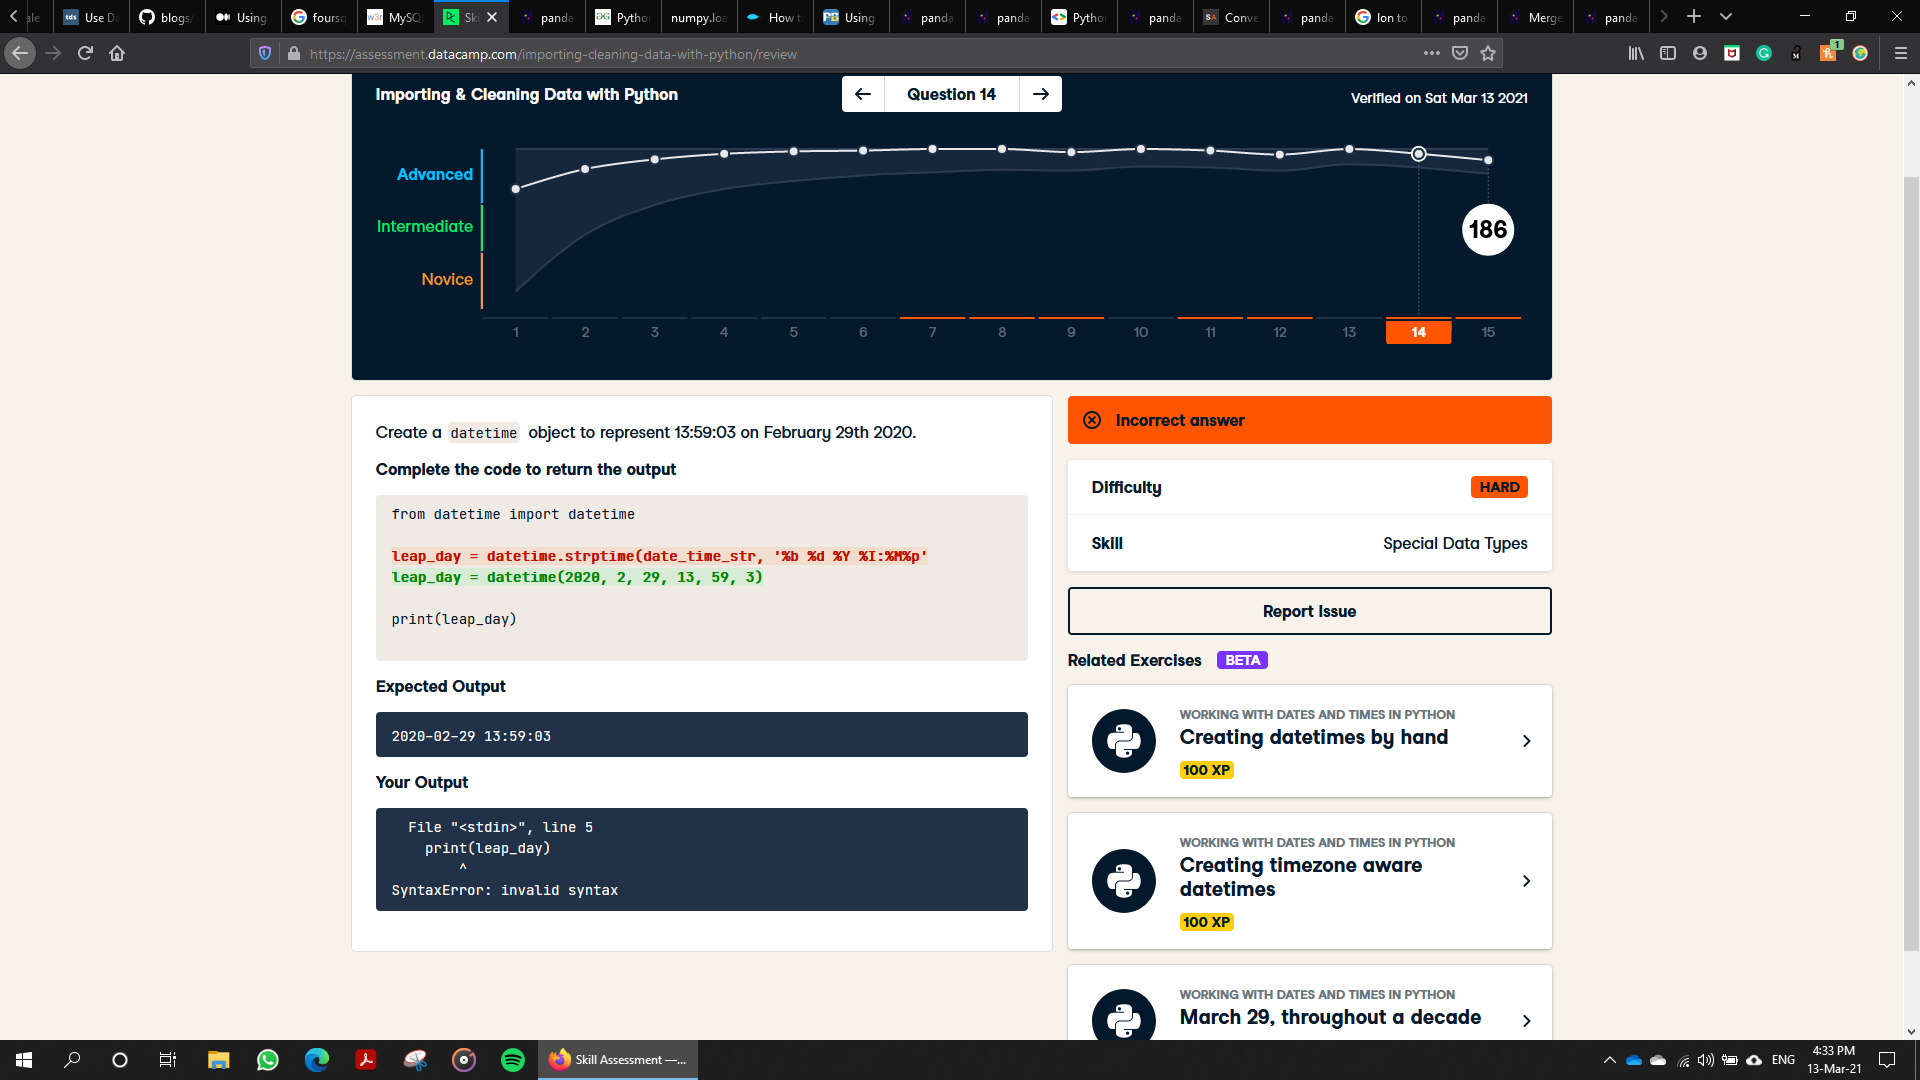 Use Da
blogs/
Using
foursq
MySQ
Ski
panda
Pytho
numpy.loa
How t
Using
panda
panda
Pytho
panda
Conve
panda
lon to
panda
Merge
panda
https://assessment.datacamp.com/importing-cleaning-data-with-python/review
1
Importing & Cleaning Data with Python
Question 14
Verified on Sat Mar 13 2021
Advanced
Intermediate
Novice
186
1 2 3 4 5 6 7 8 9 10 11 12 13 14 15
Create a datetime object to represent 13:59:03 on February 29th 2020.
Complete the code to return the output
from datetime import datetime
leap_day = datetime.strptime(date_time_str, '%b %d %Y %I:%M%p'
leap_day = datetime(2020, 2, 29, 13, 59, 3)
print(leap_day)
Expected Output
2020-02-29 13:59:03
Your Output
File "<stdin>", line 5
print(leap_day)
^
SyntaxError: invalid syntax
Incorrect answer
Difficulty
HARD
Skill
Special Data Types
Report Issue
Related Exercises BETA
WORKING WITH DATES AND TIMES IN PYTHON
Creating datetimes by hand
100 XP
WORKING WITH DATES AND TIMES IN PYTHON
Creating timezone aware
datetimes
100 XP
WORKING WITH DATES AND TIMES IN PYTHON
March 29, throughout a decade
Skill Assessment —...
ENG
4:33 PM
13-Mar-21